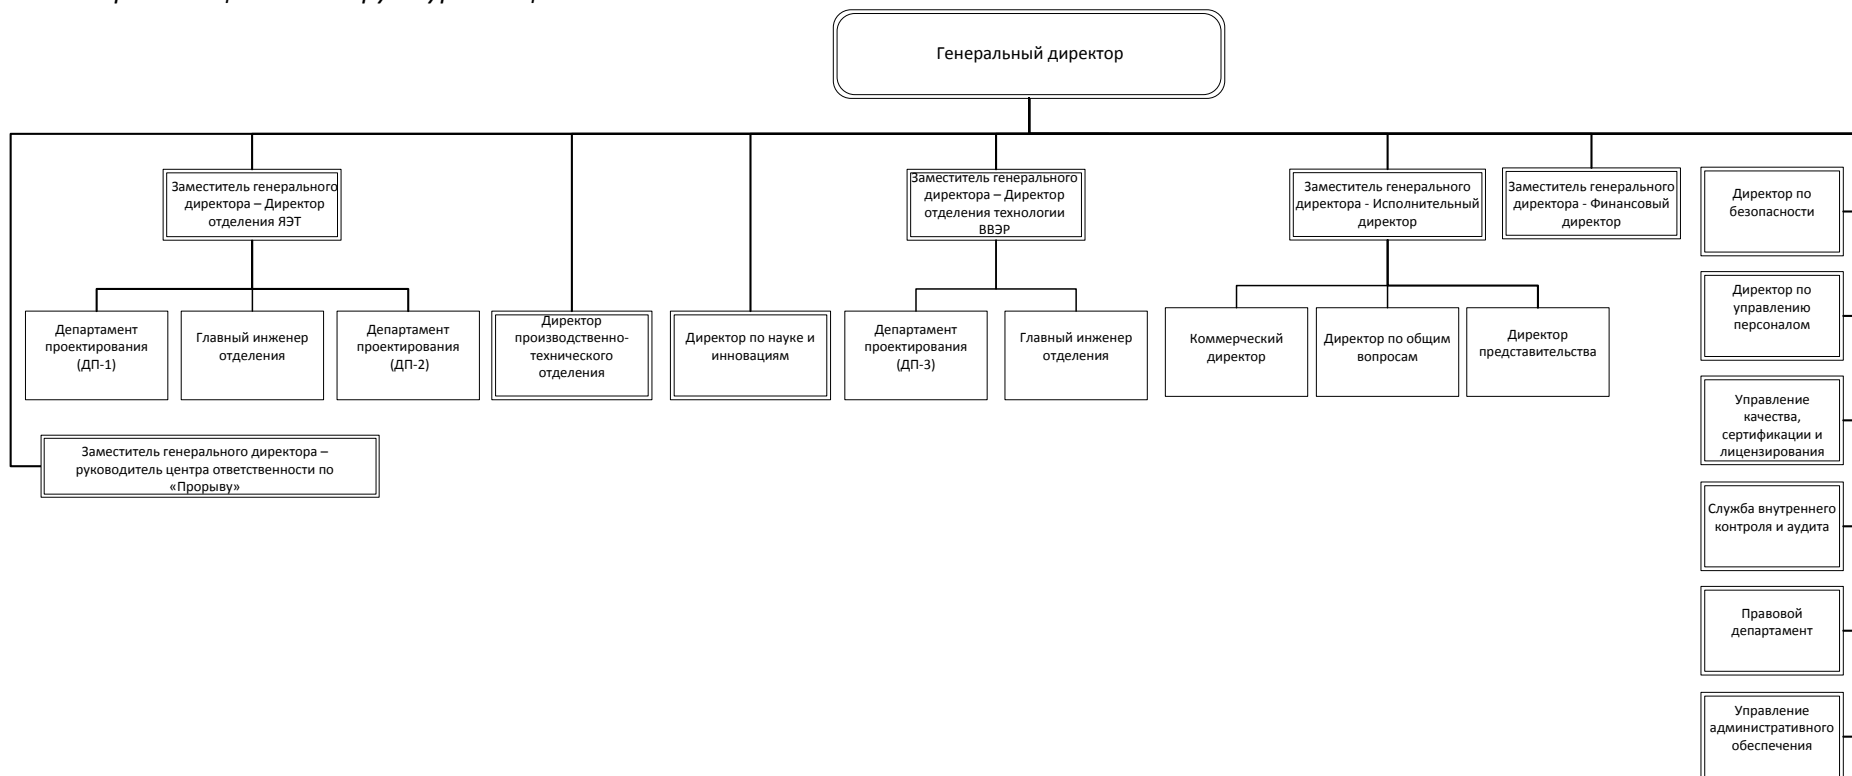 Генеральный директор
Заместитель генерального
директора – Директор
отделения ЯЭТ
Заместитель генерального
директора – Директор
отделения технологии
ВВЭР
Заместитель генерального
директора - Исполнительный
директор
Заместитель генерального
директора - Финансовый
директор
Директор по
безопасности
Директор по
управлению
персоналом
Департамент
проектирования
(ДП-1)
Главный инженер
отделения
Департамент
проектирования
(ДП-2)
Директор
производственно-
технического
отделения
Директор по науке и
инновациям
Департамент
проектирования
(ДП-3)
Главный инженер
отделения
Коммерческий
директор
Директор по общим
вопросам
Директор
представительства
Управление
качества,
сертификации и
лицензирования
Заместитель генерального директора –
руководитель центра ответственности по
«Прорыву»
Служба внутреннего
контроля и аудита
Правовой
департамент
Управление
административного
обеспечения